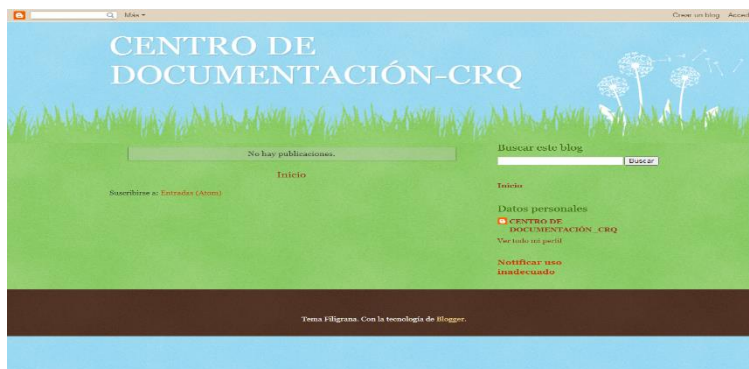 Más
Crear un blog Acced
CENTRO DE
DOCUMENTACIÓN-CRQ
No hay publicaciones.
Inicio
Suscribirse a: Entradas (Atom)
Buscar este blog
Buscar
Inicio
Datos personales
CENTRO DE
DOCUMENTACIÓN_CRQ
Ver todo mi perfil
Notificar uso
inadecuado
Tema Filigrana. Con la tecnología de Blogger.